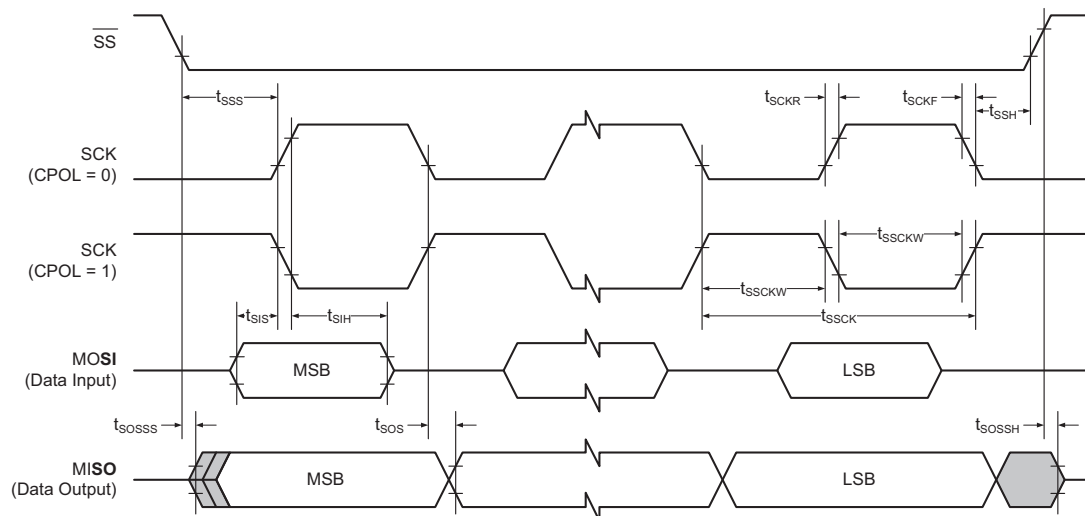 SS
tSSS
tSCKR
tSCKF
tSSH
SCK
(CPOL = 0)
SCK
(CPOL = 1)
tSSCKW
tSSCKW
tSSCK
tSIS
tSIH
MOSI
(Data Input)
MSB
LSB
tSOSSS
tSOS
tSOSSH
MISO
(Data Output)
MSB
LSB